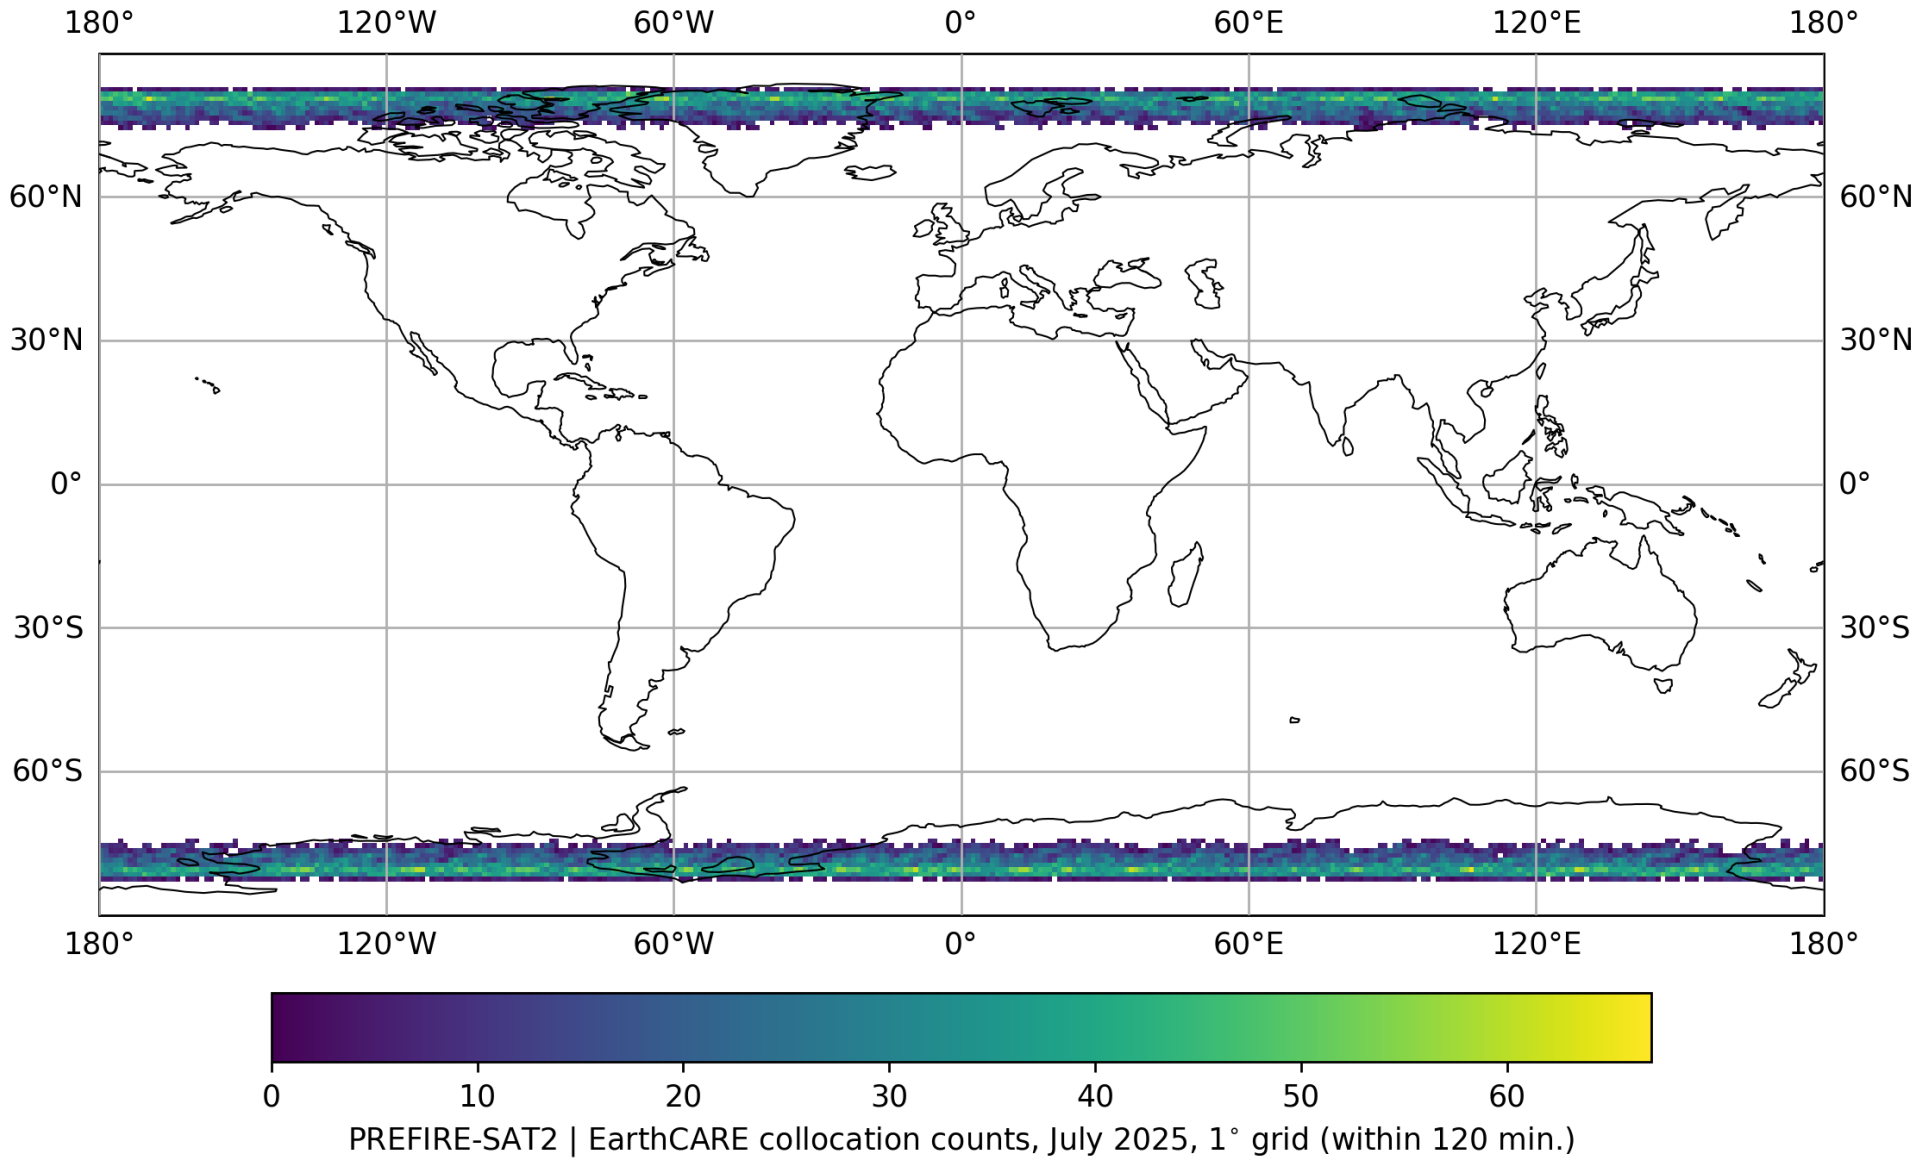 180° 120°W 60°W 0° 60°E 120°E 180°
60°N 60°N
30°N 30°N
0° 0°
30°S 30°S
60°S 60°S
180° 120°W 60°W 0° 60°E 120°E 180°
0 10 20 30 40 50 60
PREFIRE-SAT2 | EarthCARE collocation counts, July 2025, 1° grid (within 120 min.)